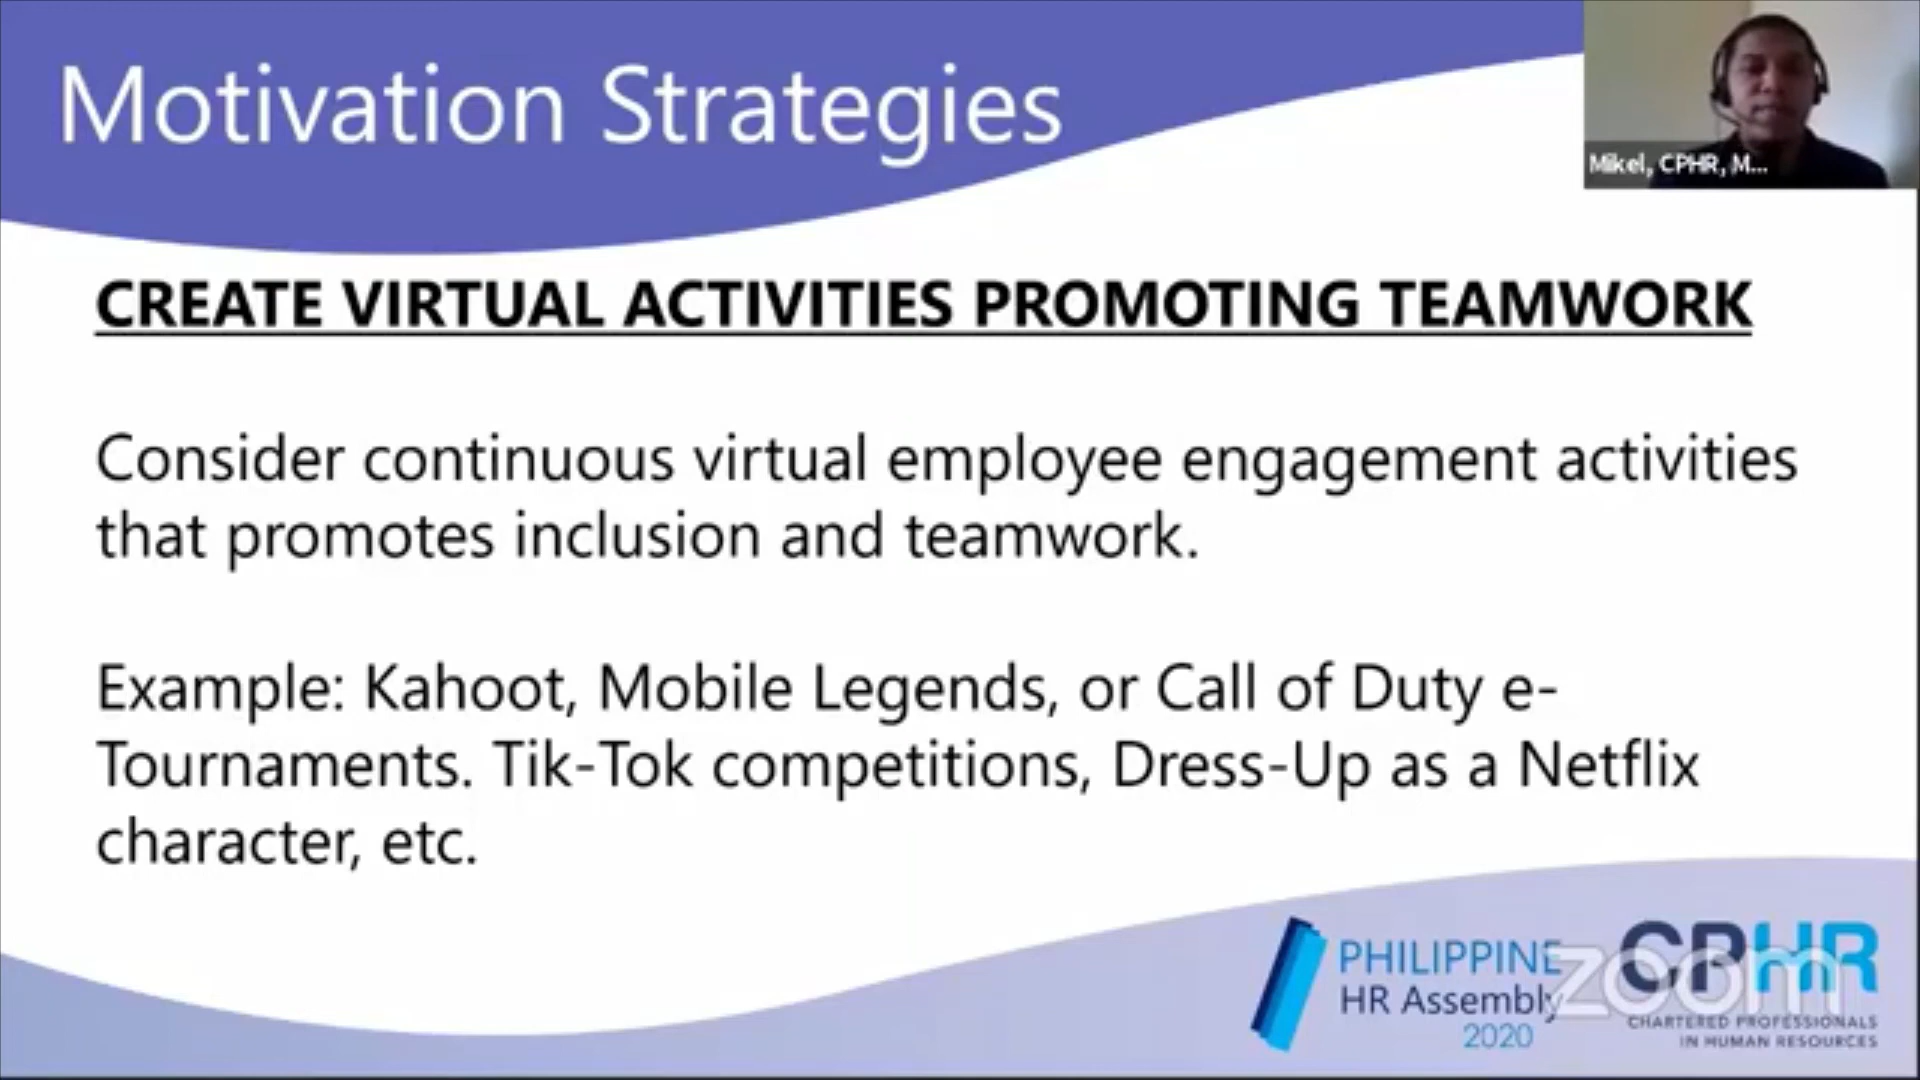 Motivation Strategies
Mikel, CPHR, M...
CREATE VIRTUAL ACTIVITIES PROMOTING TEAMWORK
Consider continuous virtual employee engagement activities
that promotes inclusion and teamwork.
Example: Kahoot, Mobile Legends, or Call of Duty e-
Tournaments. Tik-Tok competitions, Dress-Up as a Netflix
character, etc.
PHILIPPINE
HR Assembly
2020
CPHR
zoom
CHARTERED PROFESSIONALS
IN HUMAN RESOURCES